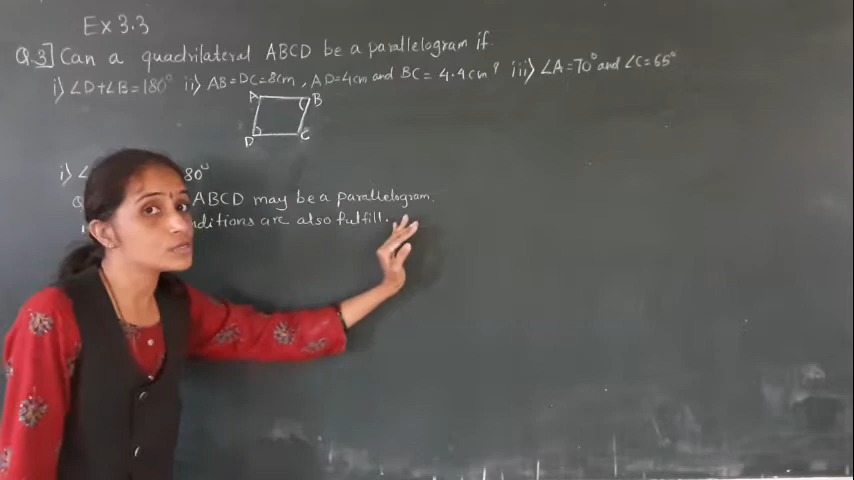 Ex 3.3
Q.3] Can a quadrilateral ABCD be a parallelogram if
i) ∠D+∠B=180° ii) AB=DC=8cm, AD=4cm and BC=4.4cm? iii) ∠A=70° and ∠C=65°
A B
D C
i) ∠ 80°
Q ABCD may be a parallelogram.
nditions are also fulfill.